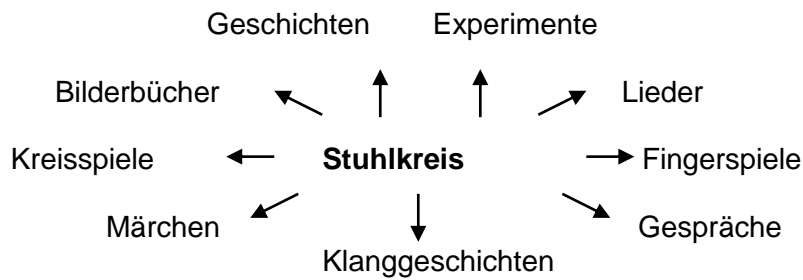 Geschichten Experimente
Bilderbücher Lieder
Kreisspiele Stuhlkreis Fingerspiele
Märchen Gespräche
Klanggeschichten